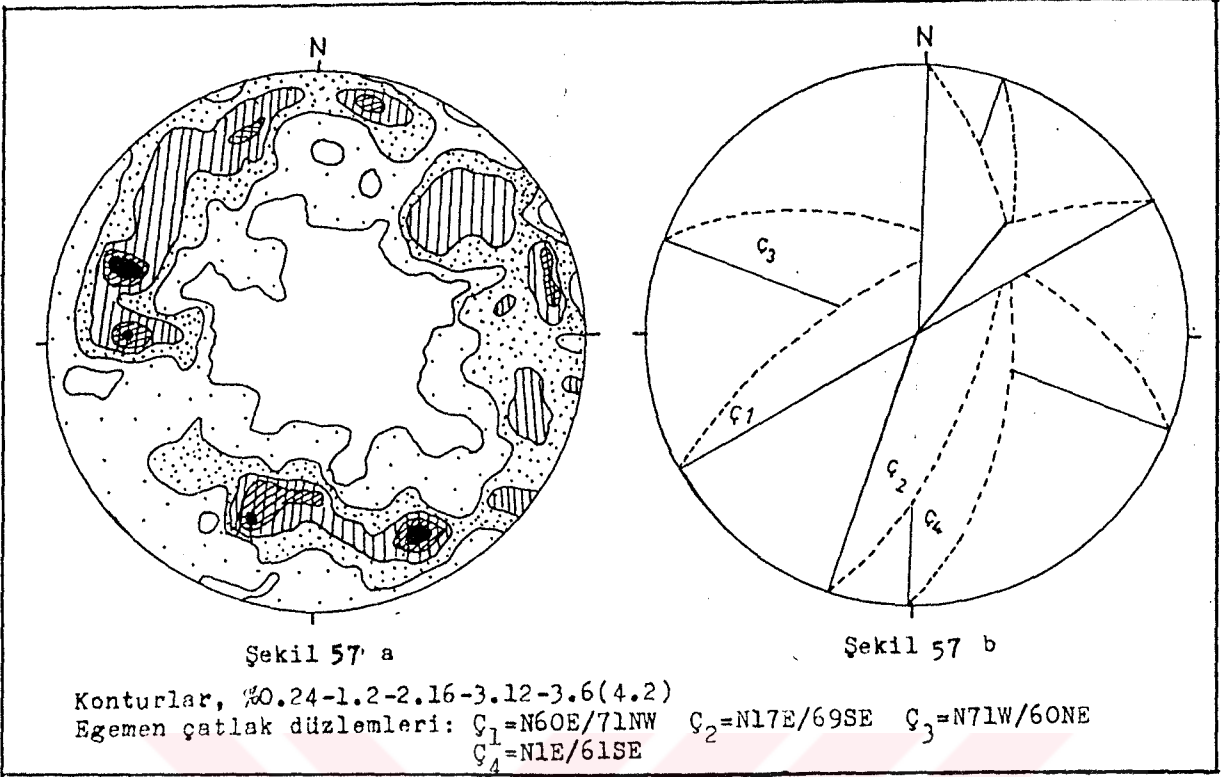 N
N
Ç3
Ç1
Ç2
Ç4
Şekil 57 a
Şekil 57 b
Konturlar, %0.24-1.2-2.16-3.12-3.6(4.2)
Egemen çatlak düzlemleri: Ç1=N60E/71NW Ç2=N17E/69SE Ç3=N71W/60NE
Ç4=N1E/61SE